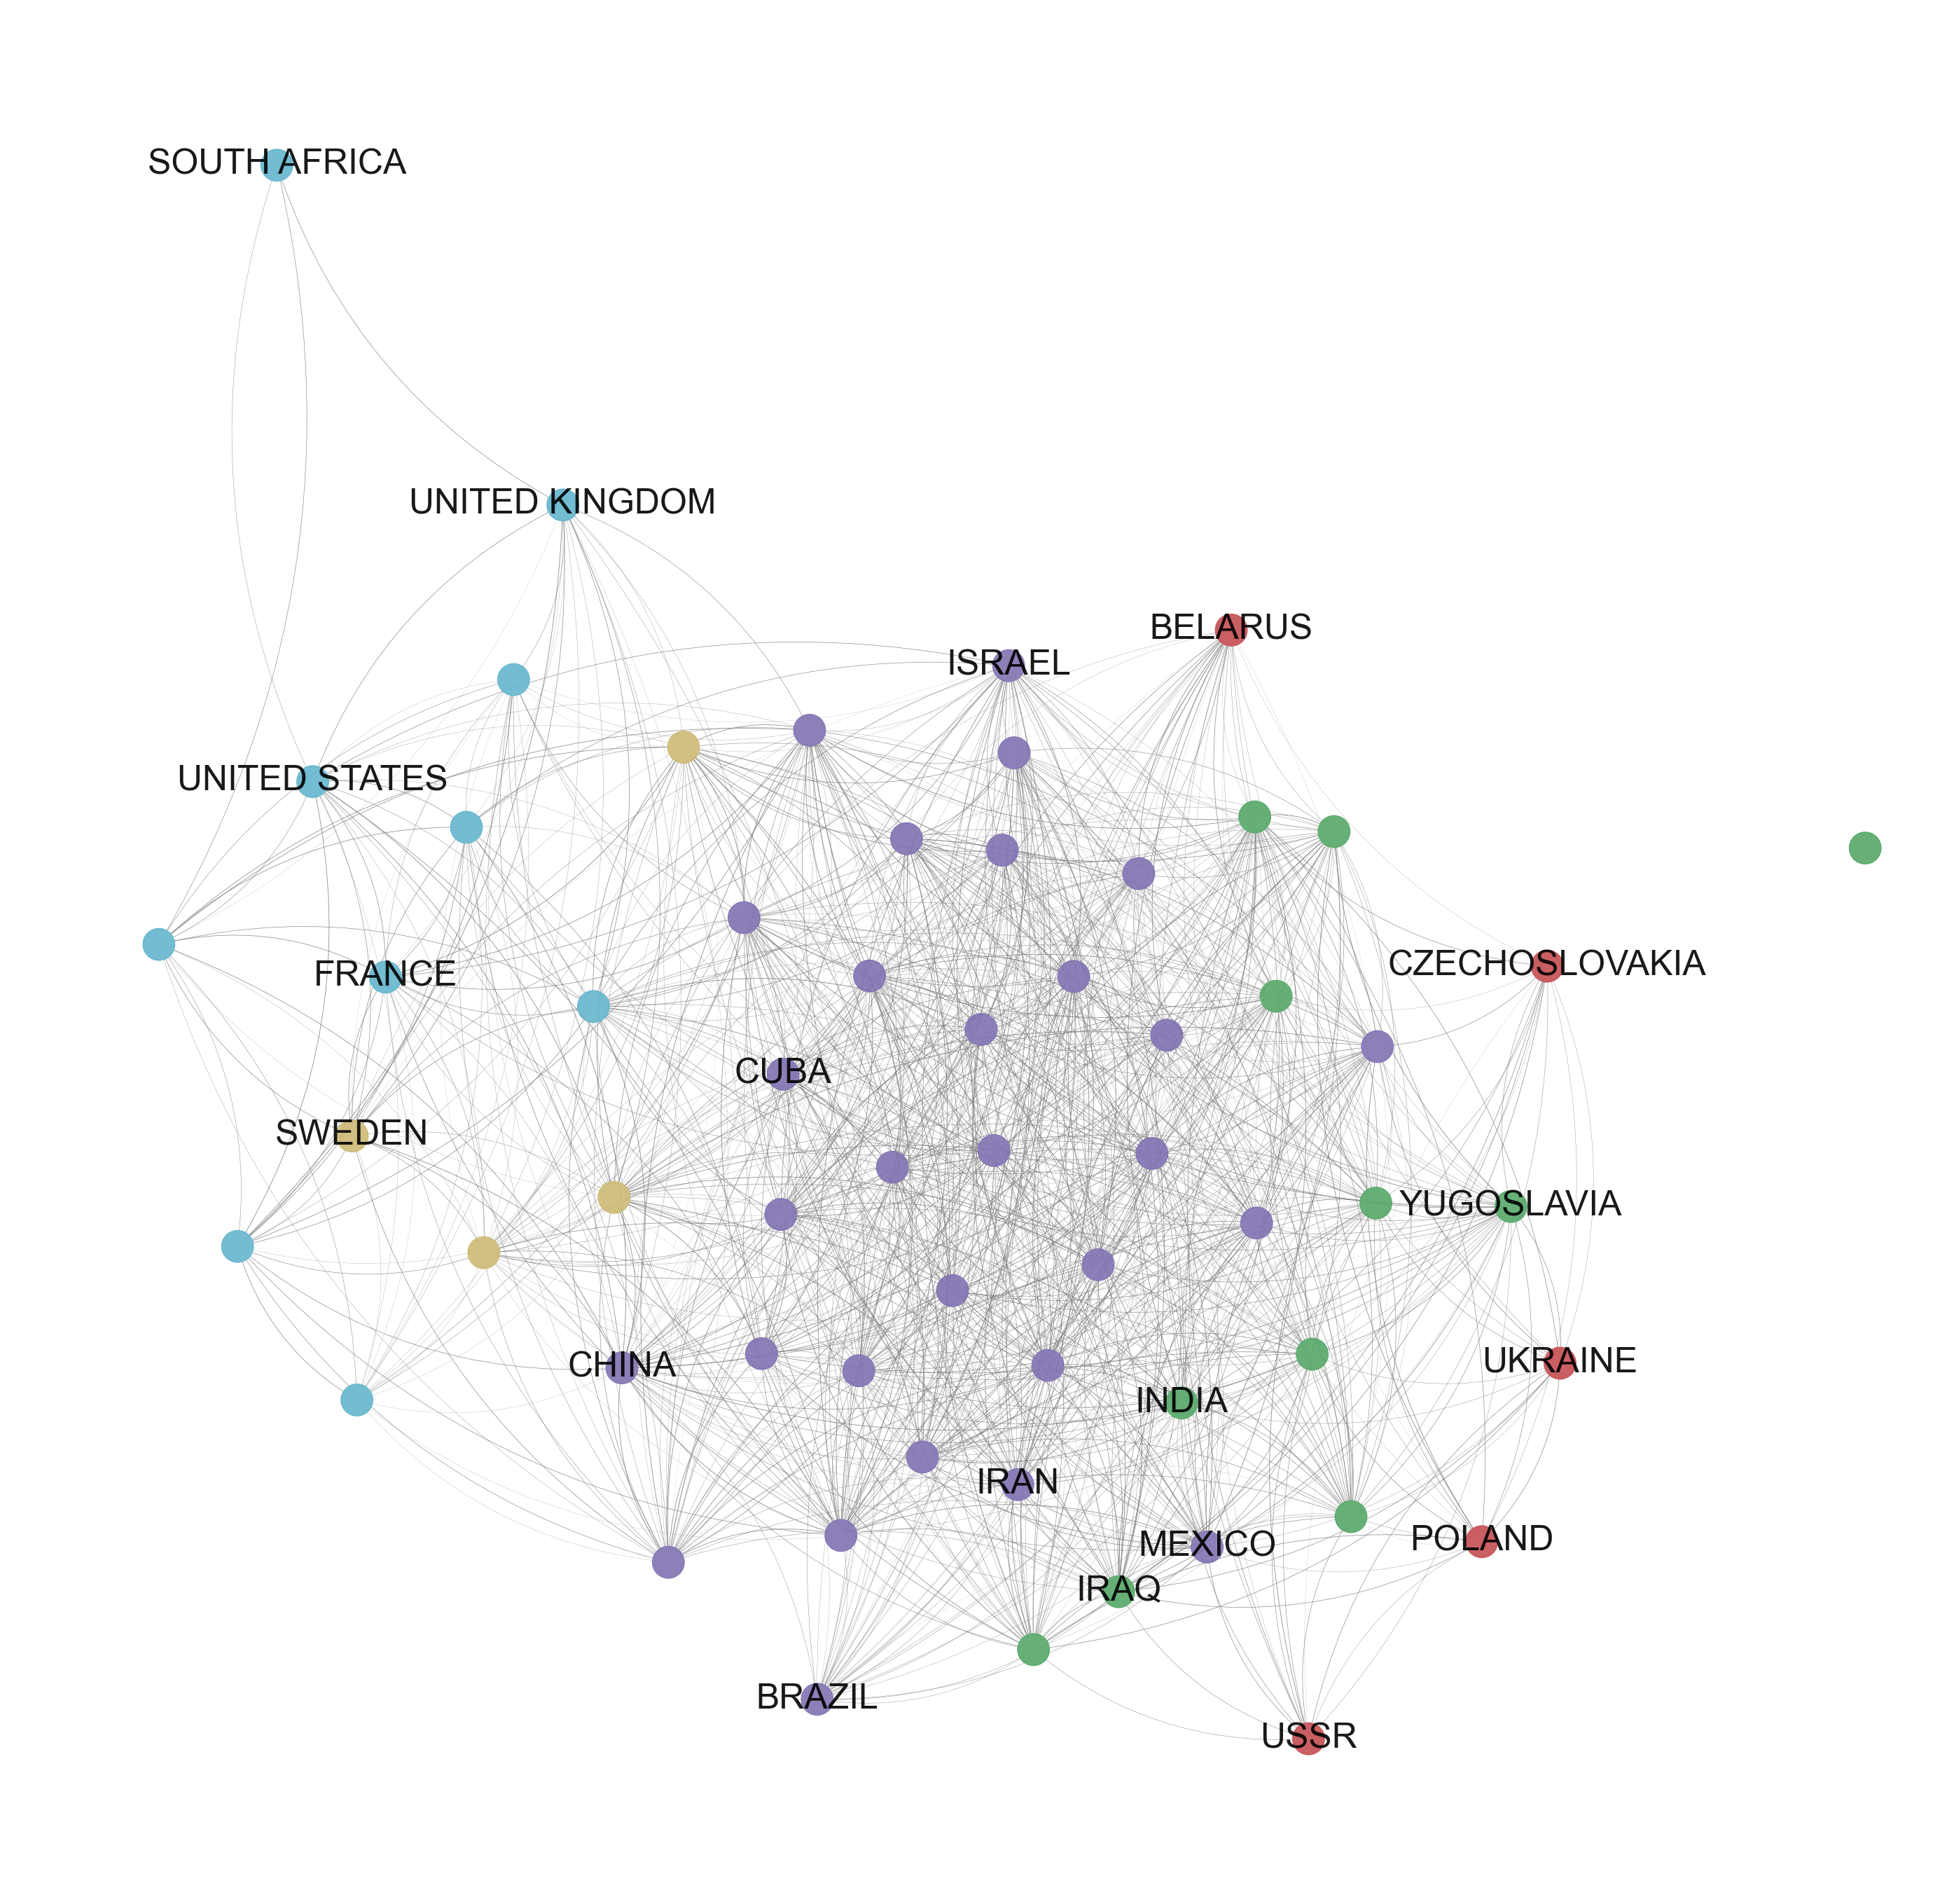 SOUTH AFRICA
UNITED KINGDOM
BELARUS
ISRAEL
UNITED STATES
CZECHOSLOVAKIA
FRANCE
CUBA
SWEDEN
YUGOSLAVIA
UKRAINE
CHINA
INDIA
IRAN
POLAND
MEXICO
IRAQ
BRAZIL
USSR